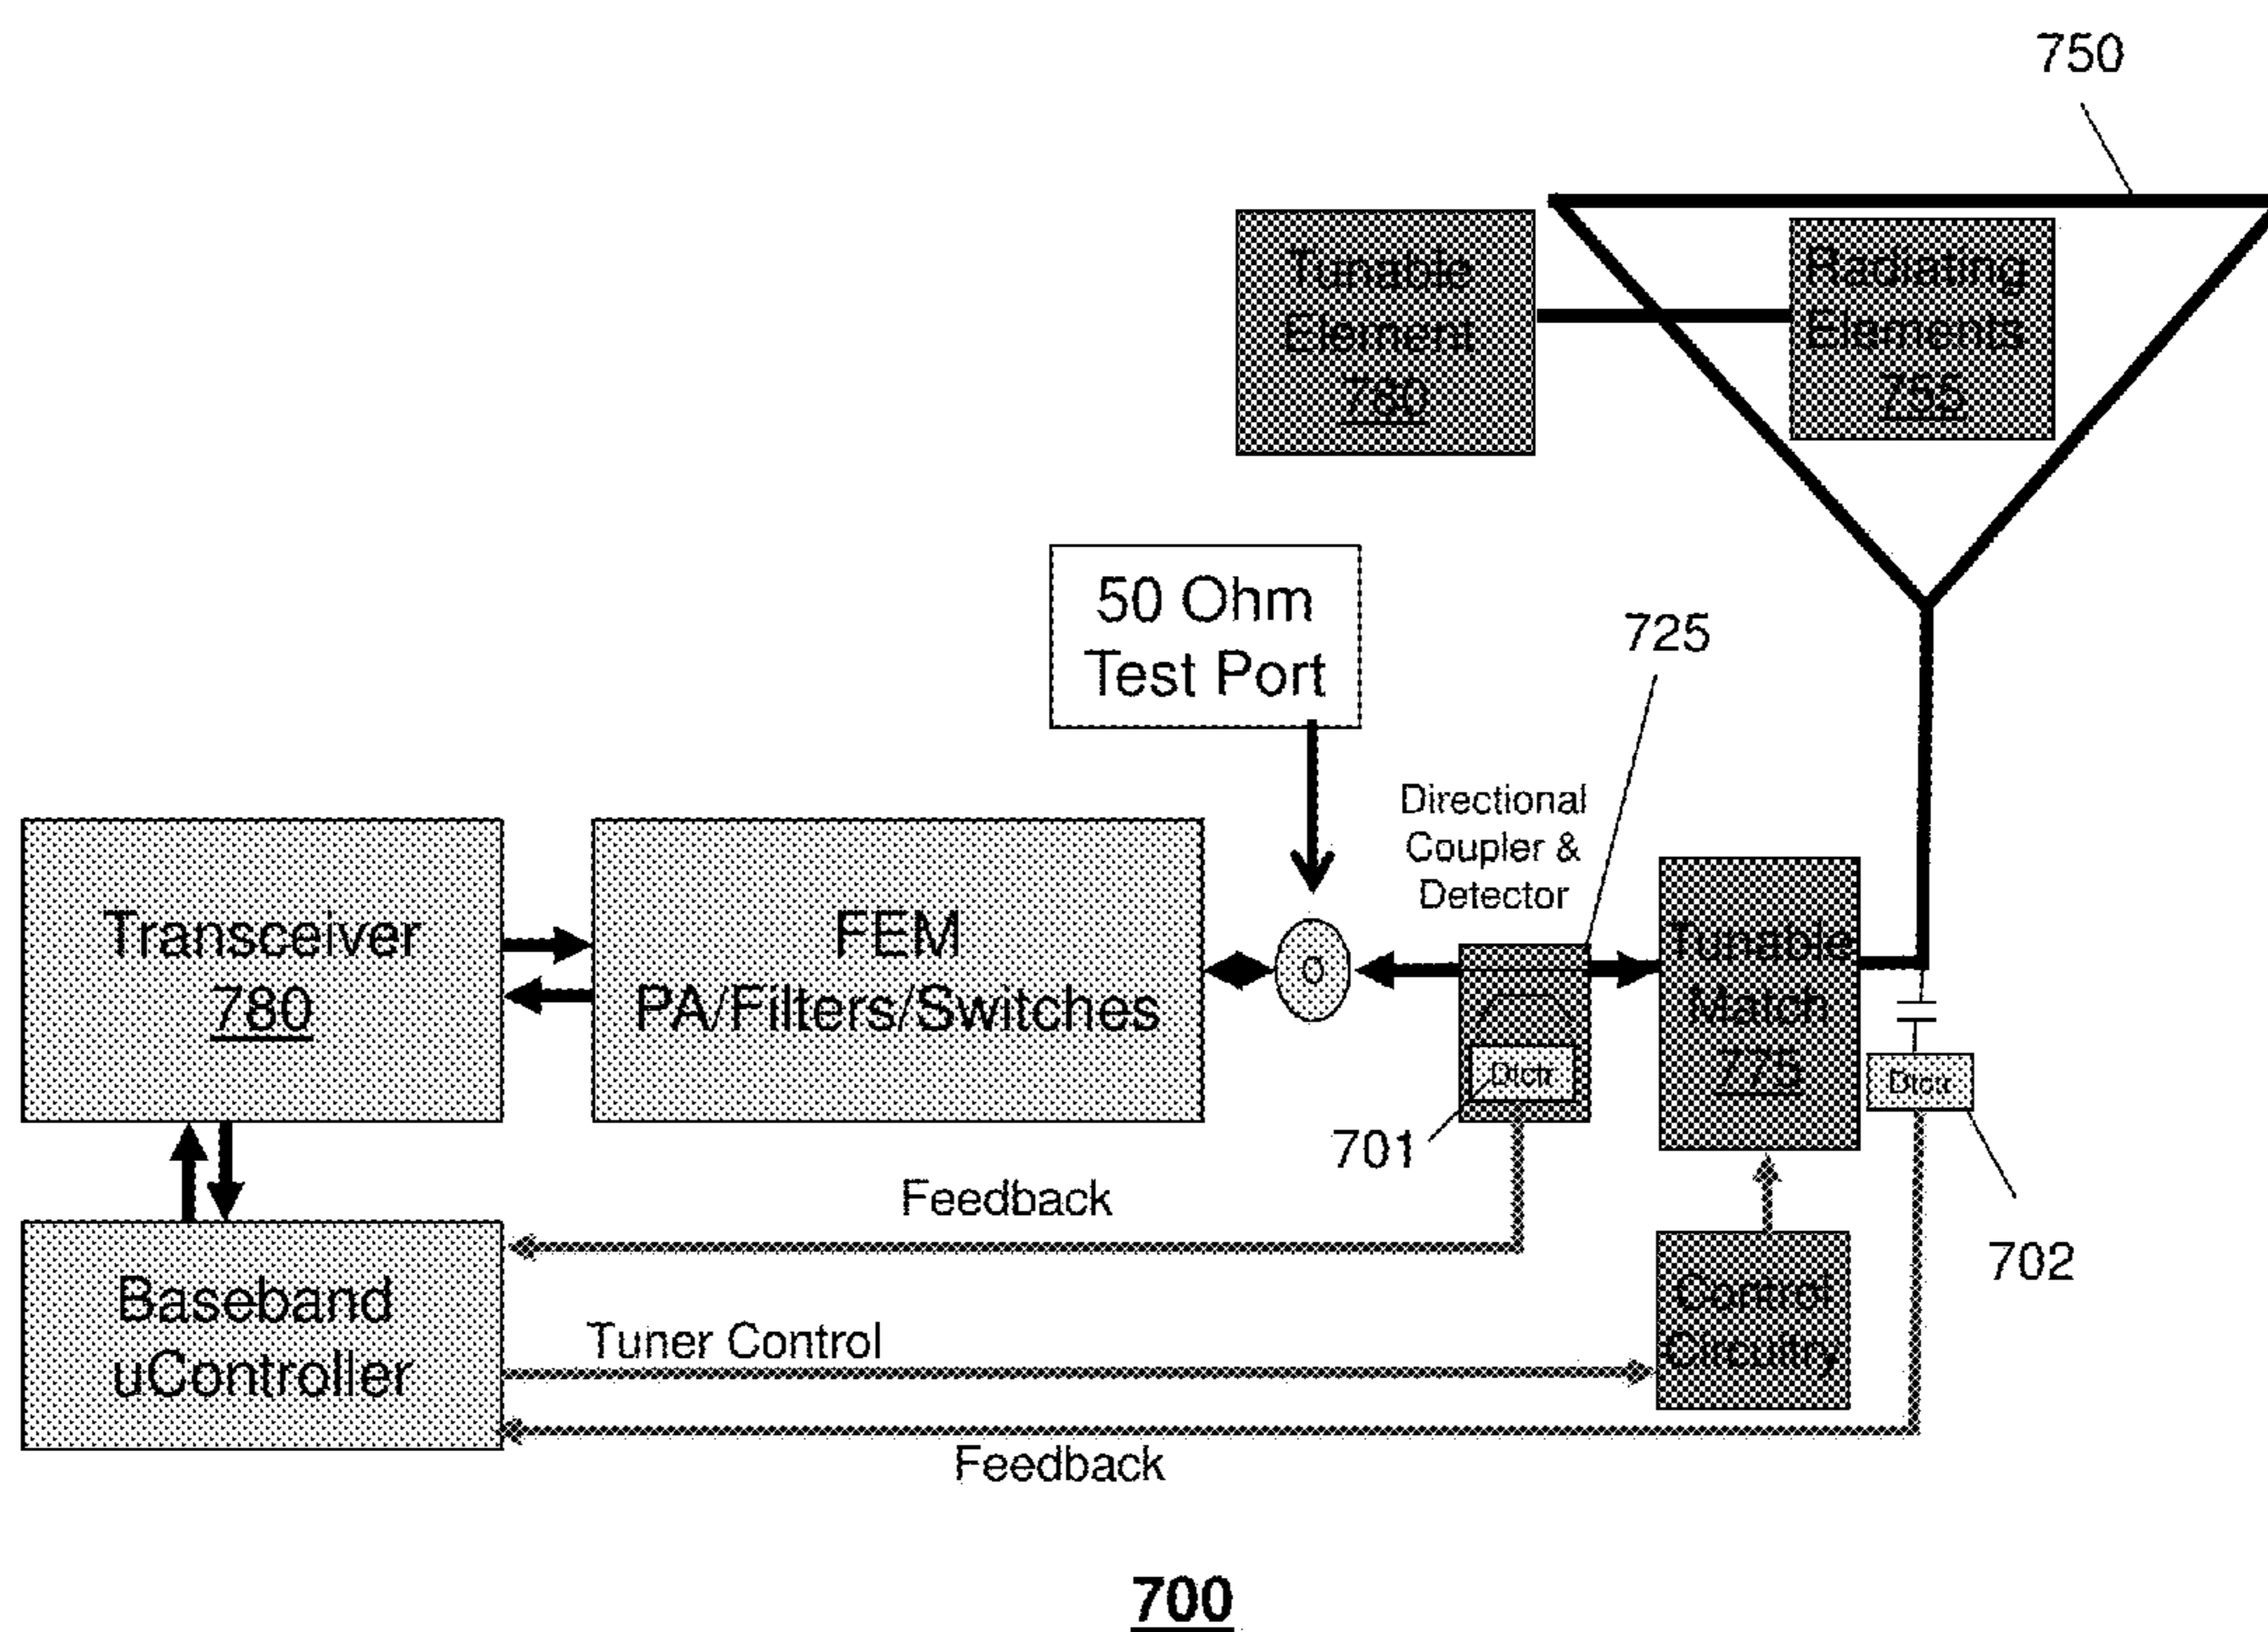 750
Tunable
Element
Radiating
Elements
755
50 Ohm
Test Port
725
Directional
Coupler &
Detector
Transceiver
780
FEM
PA/Filters/Switches
O
Tunable
Match
775
Dtctr
Dtctr
701
702
Feedback
Baseband
uController
Tuner Control
Control
Circuitry
Feedback
700